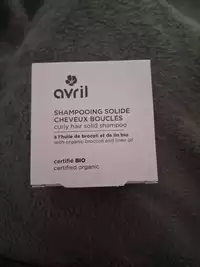 avril
SHAMPOOING SOLIDE
CHEVEUX BOUCLÉS
curly hair solid shampoo
à l'huile de brocoli et de lin bio
with organic broccoli and linen oil
certifié BIO
certified organic